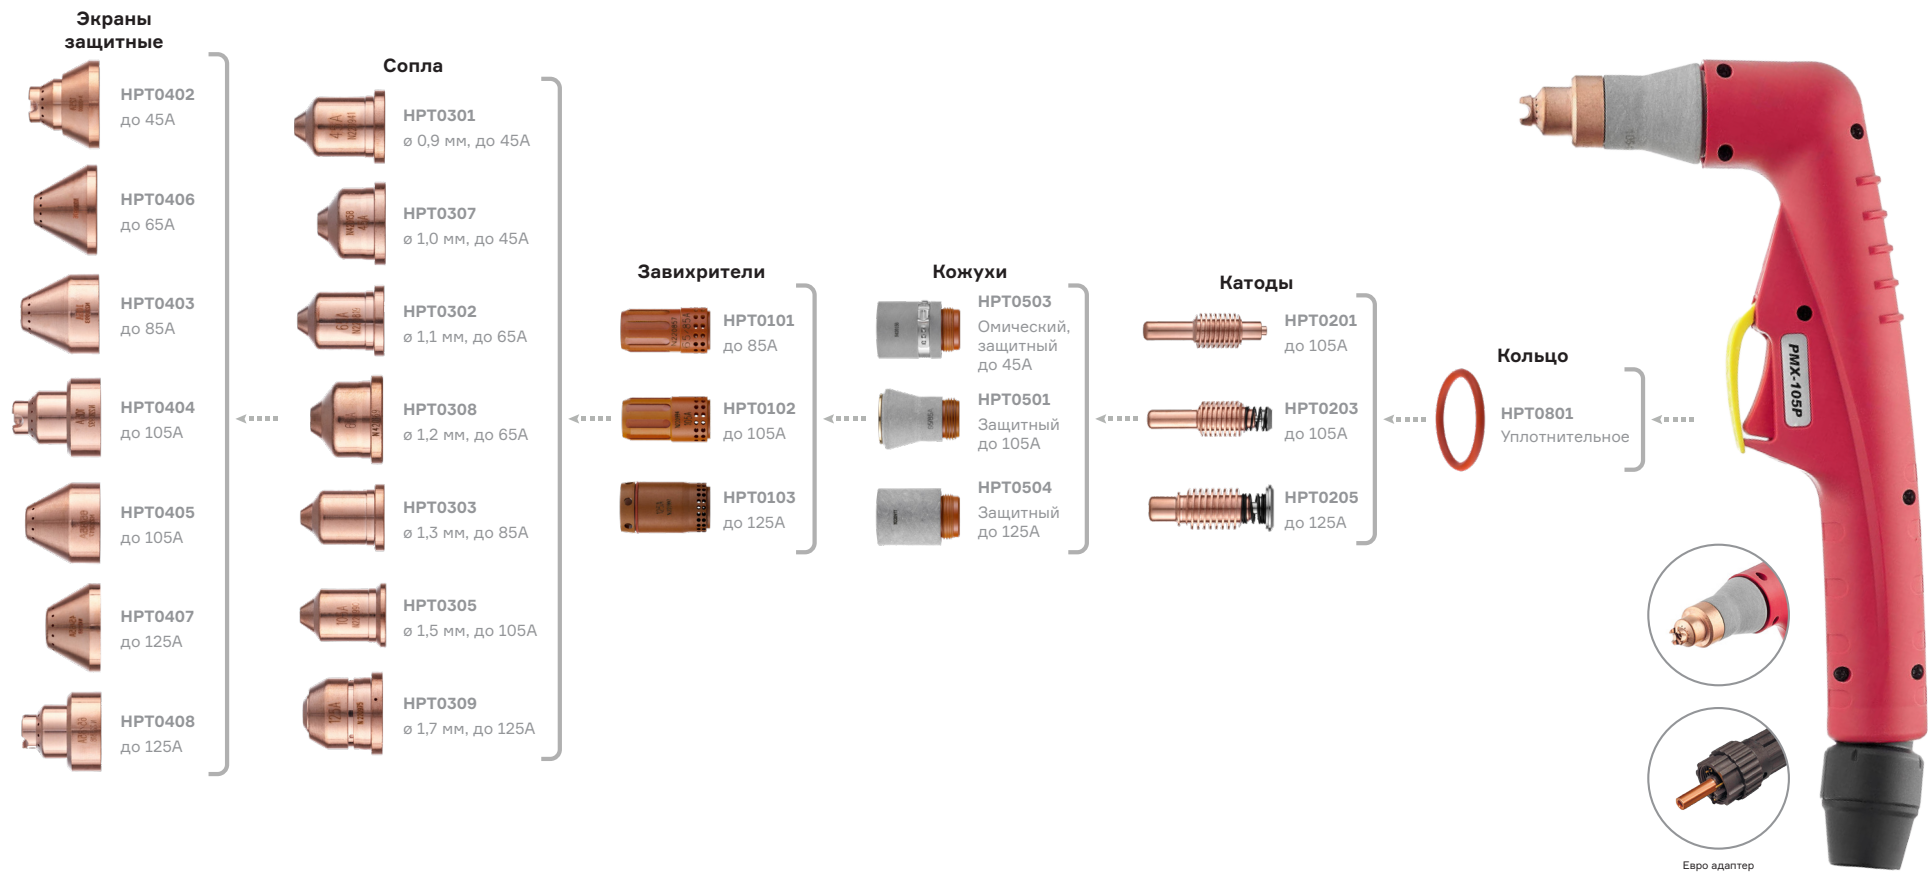 Экраны
защитные
HPT0402
до 45А
HPT0406
до 65А
HPT0403
до 85А
HPT0404
до 105А
HPT0405
до 105А
HPT0407
до 125А
HPT0408
до 125А
Сопла
HPT0301
ø 0,9 мм, до 45А
HPT0307
ø 1,0 мм, до 45А
HPT0302
ø 1,1 мм, до 65А
HPT0308
ø 1,2 мм, до 65А
HPT0303
ø 1,3 мм, до 85А
HPT0305
ø 1,5 мм, до 105А
HPT0309
ø 1,7 мм, до 125А
Завихрители
HPT0101
до 85А
HPT0102
до 105А
HPT0103
до 125А
Кожухи
HPT0503
Омический,
защитный
до 45А
HPT0501
Защитный
до 105А
HPT0504
Защитный
до 125А
Катоды
HPT0201
до 105А
HPT0203
до 105А
HPT0205
до 125А
Кольцо
HPT0801
Уплотнительное
PMX-105P
Евро адаптер